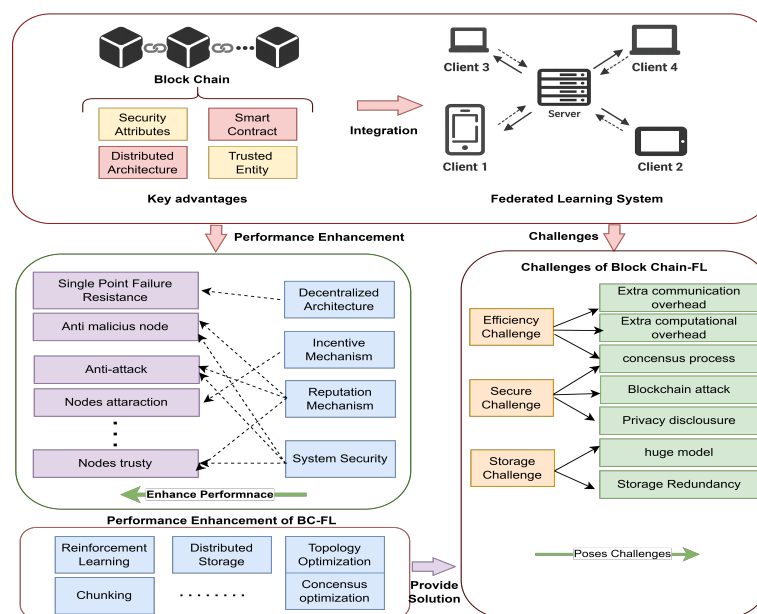 Block Chain
Security
Attributes
Smart
Contract
Distributed
Architecture
Trusted
Entity
Key advantages
Integration
Client 3
Client 4
Server
Client 1
Client 2
Federated Learning System
Performance Enhancement
Challenges
Single Point Failure
Resistance
Anti malicius node
Anti-attack
Nodes attaraction
Nodes trusty
Decentralized
Architecture
Incentive
Mechanism
Reputation
Mechanism
System Security
Enhance Performnace
Performance Enhancement of BC-FL
Challenges of Block Chain-FL
Efficiency
Challenge
Secure
Challenge
Storage
Challenge
Extra communication
overhead
Extra computational
overhead
concensus process
Blockchain attack
Privacy disclousure
huge model
Storage Redundancy
Poses Challenges
Reinforcement
Learning
Distributed
Storage
Topology
Optimization
Chunking
Concensus
optimization
Provide
Solution